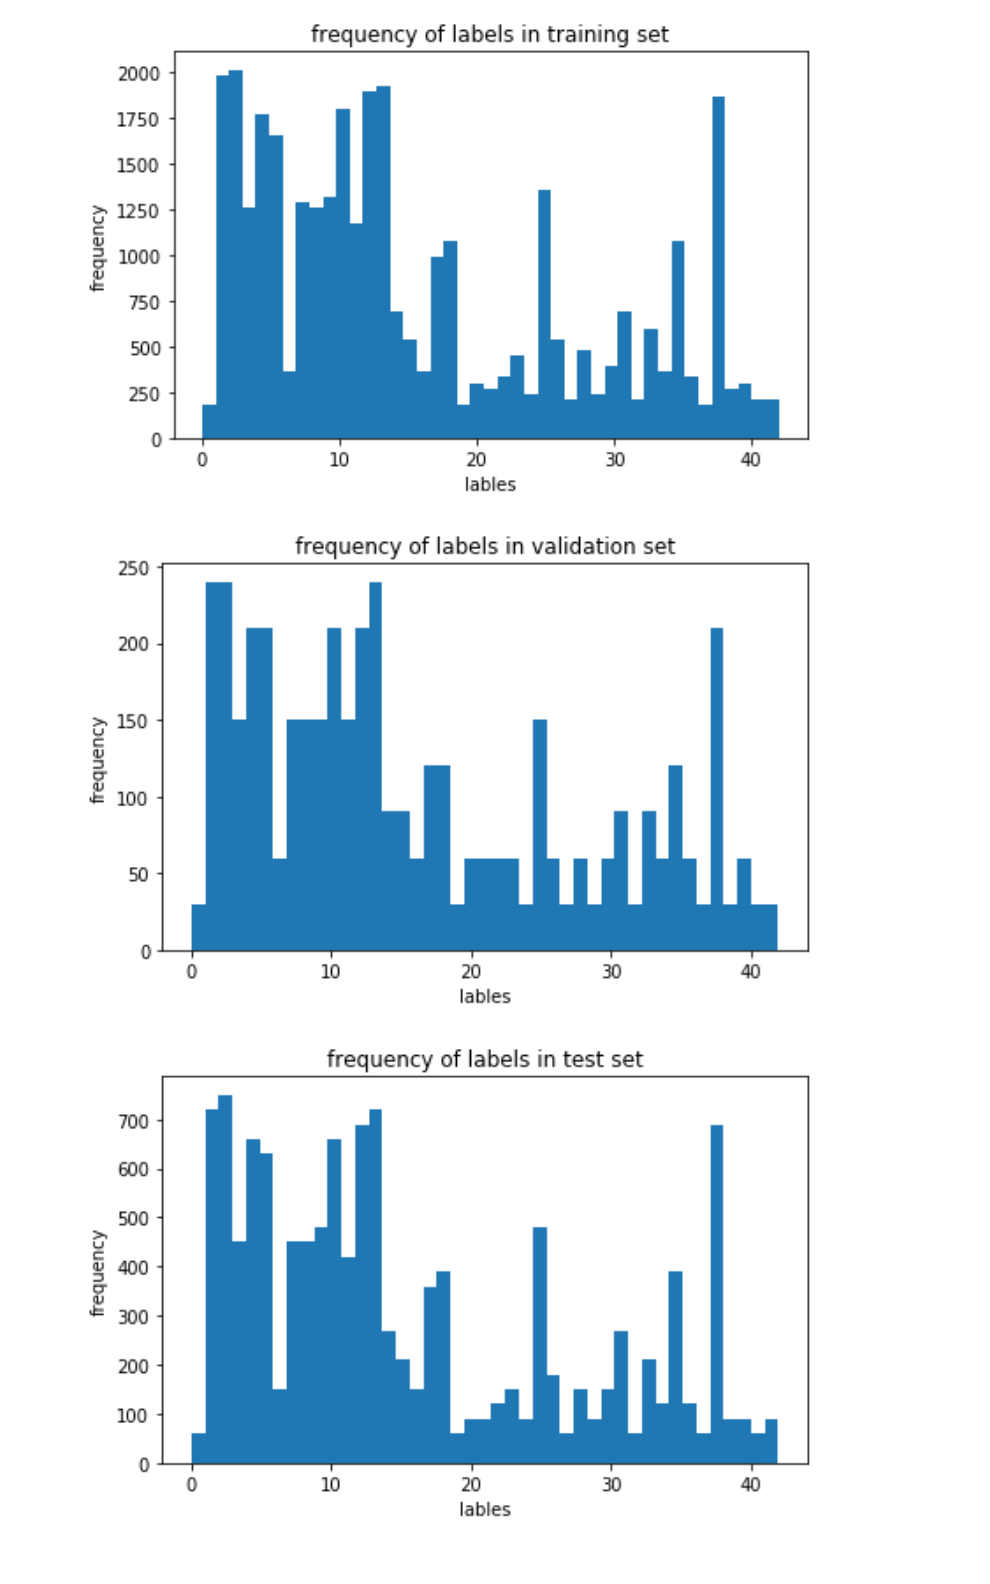 frequency of labels in training set
2000
1750
1500
1250
1000
750
500
250
0
frequency
0 10 20 30 40
lables
frequency of labels in validation set
250
200
150
100
50
0
frequency
0 10 20 30 40
lables
frequency of labels in test set
700
600
500
400
300
200
100
0
frequency
0 10 20 30 40
lables